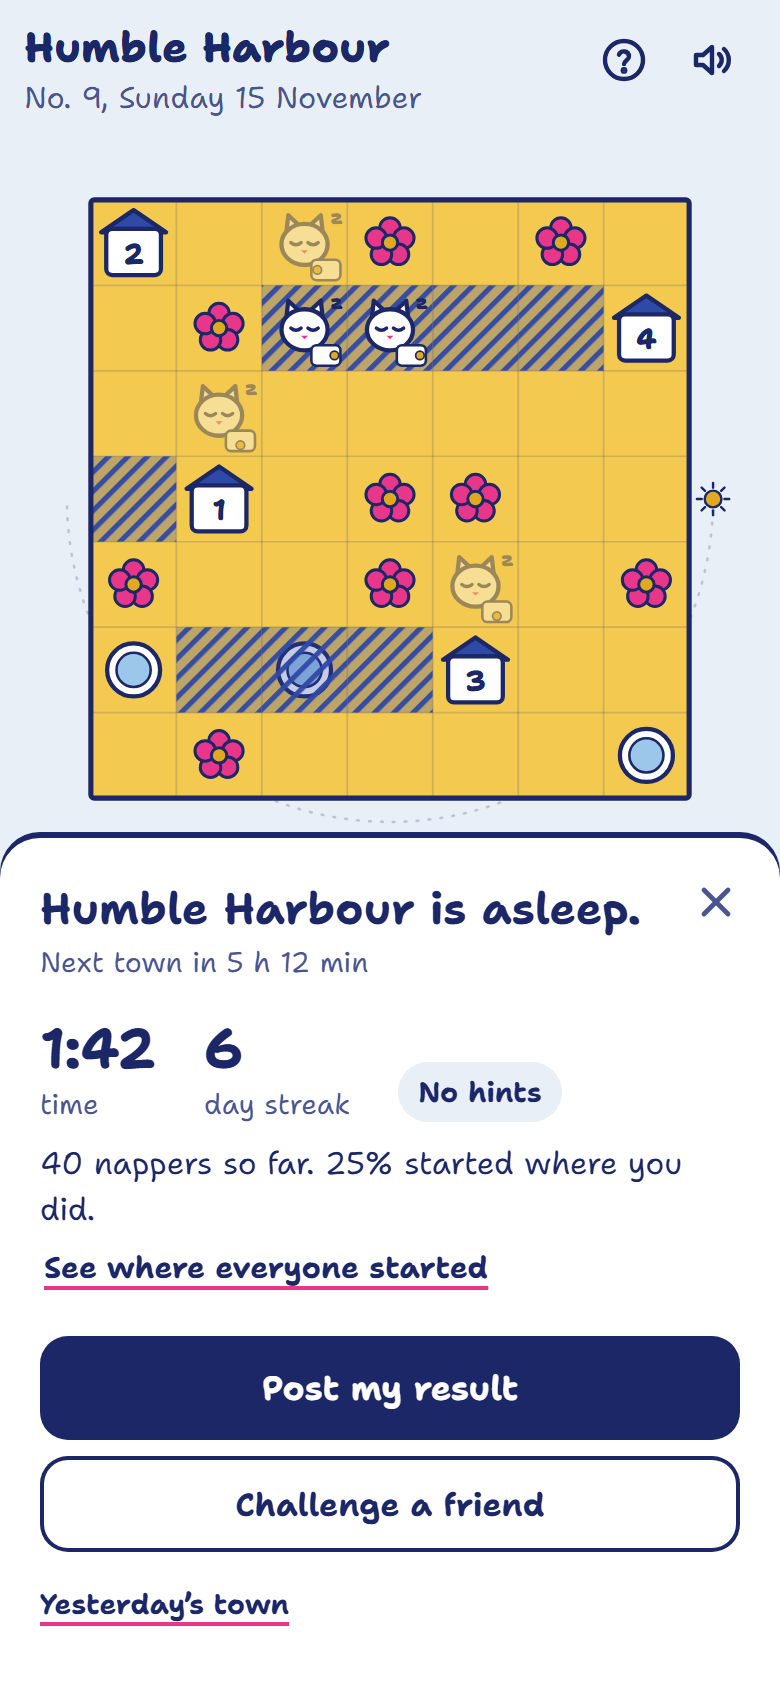 Humble Harbour
No. 9, Sunday 15 November
z
2
z
z
4
z
1
z
3
Humble Harbour is asleep.
Next town in 5 h 12 min
1:42 6
time day streak
No hints
40 nappers so far. 25% started where you
did.
See where everyone started
Post my result
Challenge a friend
Yesterday's town